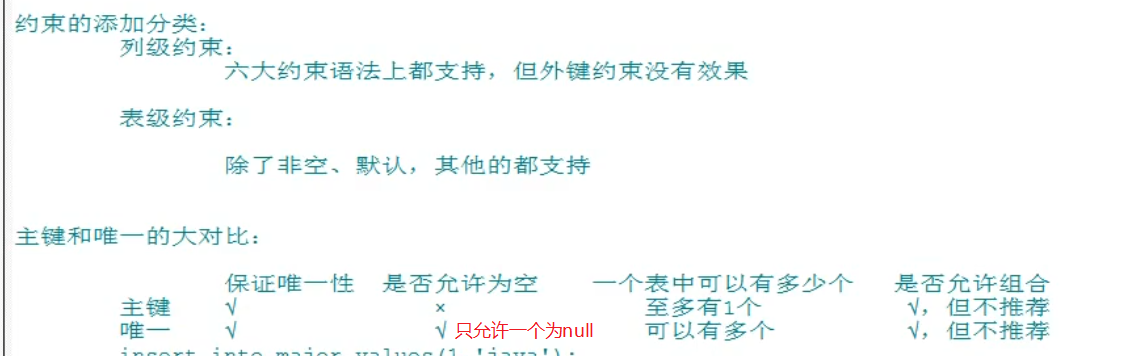 约束的添加分类：
列级约束：
六大约束语法上都支持，但外键约束没有效果
表级约束：
除了非空、默认，其他的都支持
主键和唯一的大对比：
保证唯一性 是否允许为空 一个表中可以有多少个 是否允许组合
主键 √ × 至多有1个 √，但不推荐
唯一 √ √ 只允许一个为null 可以有多个 √，但不推荐
insert into major values(1,'java');